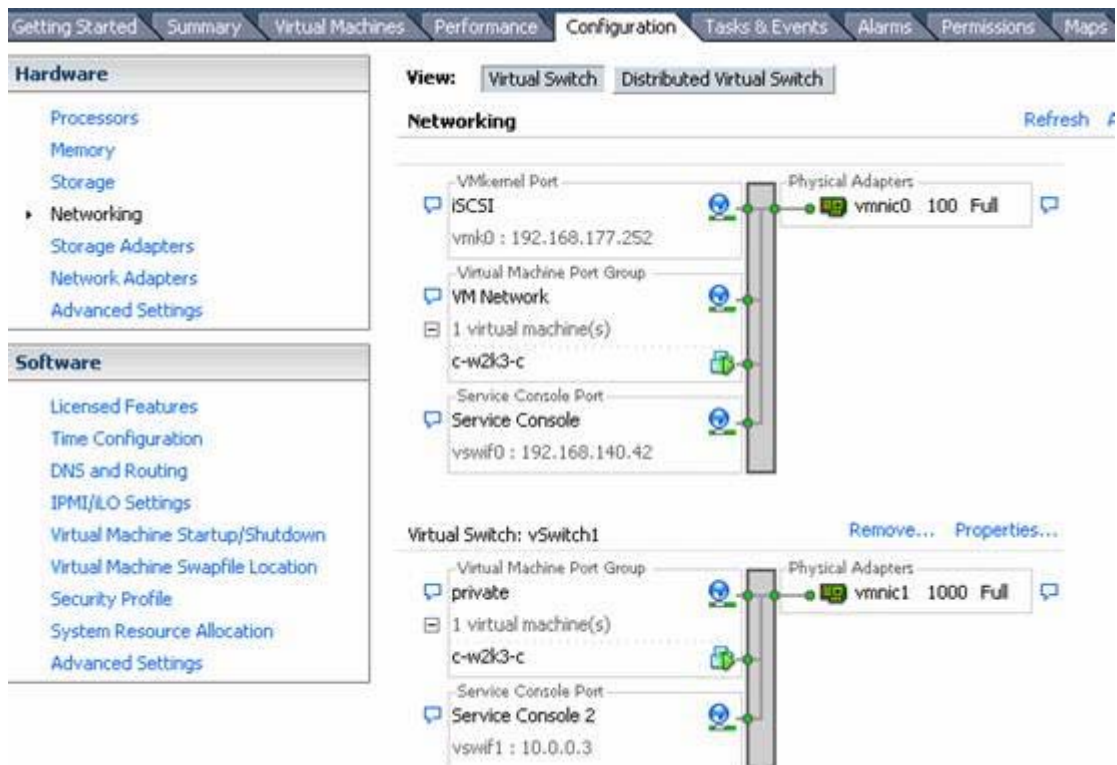 Getting Started Summary Virtual Machines Performance Configuration Tasks & Events Alarms Permissions Maps
Hardware
Processors
Memory
Storage
Networking
Storage Adapters
Network Adapters
Advanced Settings
Software
Licensed Features
Time Configuration
DNS and Routing
IPMI/iLO Settings
Virtual Machine Startup/Shutdown
Virtual Machine Swapfile Location
Security Profile
System Resource Allocation
Advanced Settings
View: Virtual Switch Distributed Virtual Switch
Networking Refresh A
VMkernel Port Physical Adapters
iSCSI vmnic0 100 Full
vmk0 : 192.168.177.252
Virtual Machine Port Group
VM Network
1 virtual machine(s)
c-w2k3-c
Service Console Port
Service Console
vswif0 : 192.168.140.42
Virtual Switch: vSwitch1 Remove... Properties...
Virtual Machine Port Group Physical Adapters
private vmnic1 1000 Full
1 virtual machine(s)
c-w2k3-c
Service Console Port
Service Console 2
vswif1 : 10.0.0.3